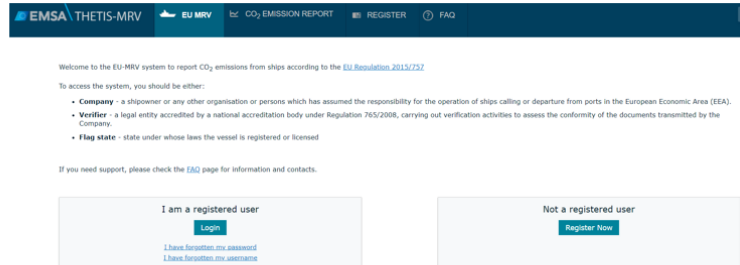 EMSA THETIS-MRV EU MRV CO2 EMISSION REPORT REGISTER FAQ
Welcome to the EU-MRV system to report CO2 emissions from ships according to the EU Regulation 2015/757
To access the system, you should be either:
• Company - a shipowner or any other organisation or persons which has assumed the responsibility for the operation of ships calling or departure from ports in the European Economic Area (EEA).
• Verifier - a legal entity accredited by a national accreditation body under Regulation 765/2008, carrying out verification activities to assess the conformity of the documents transmitted by the
Company.
• Flag state - state under whose laws the vessel is registered or licensed
If you need support, please check the FAQ page for information and contacts.
I am a registered user
Login
I have forgotten my password
I have forgotten my username
Not a registered user
Register Now